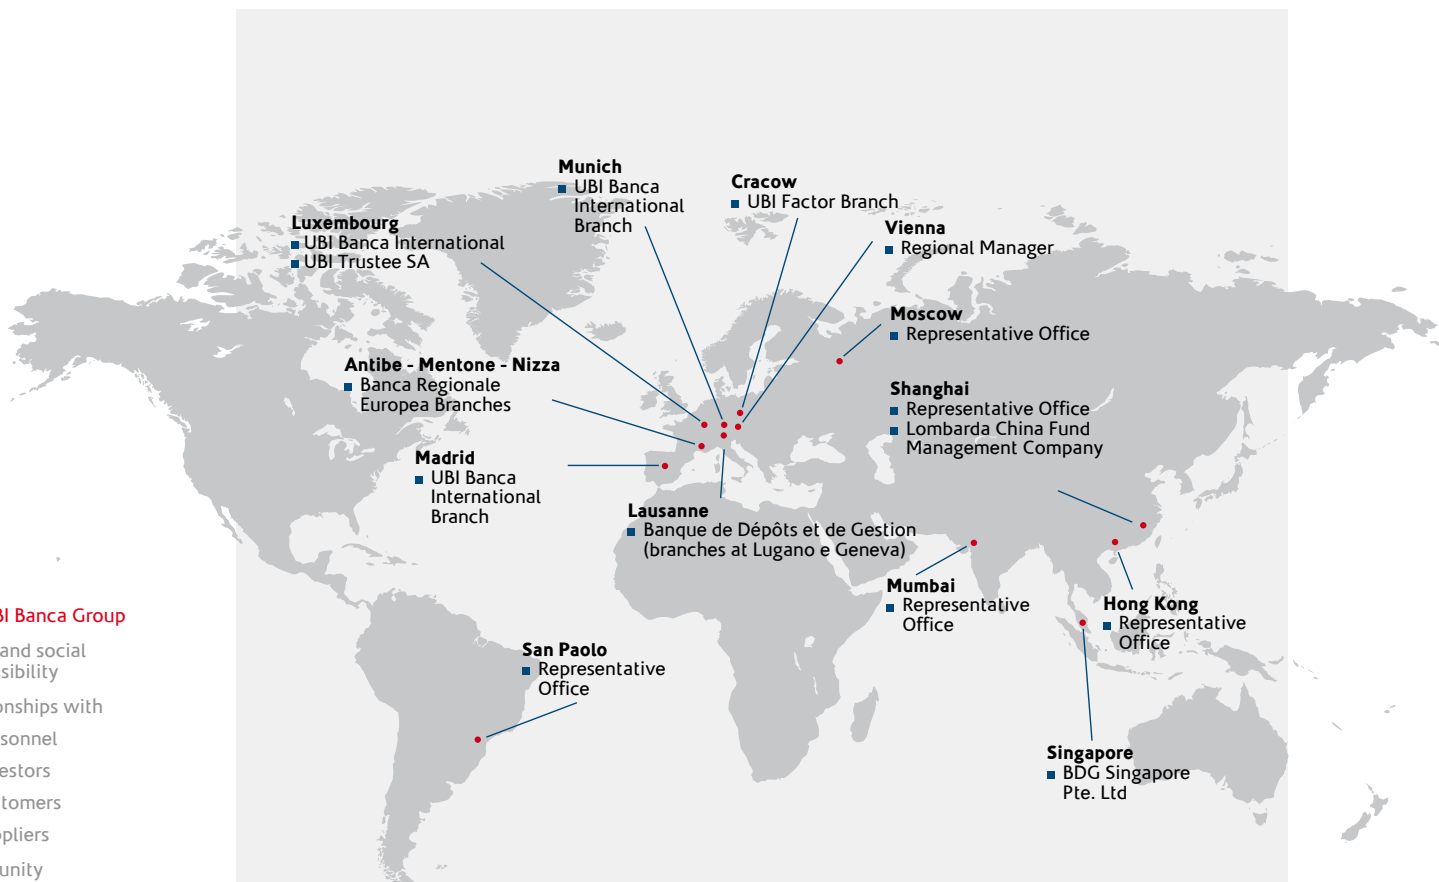 Munich
UBI Banca
International
Branch
Cracow
UBI Factor Branch
Luxembourg
UBI Banca International
UBI Trustee SA
Vienna
Regional Manager
Moscow
Representative Office
Antibe - Mentone - Nizza
Banca Regionale
Europea Branches
Shanghai
Representative Office
Lombarda China Fund
Management Company
Madrid
UBI Banca
International
Branch
Lausanne
Banque de Dépôts et de Gestion
(branches at Lugano e Geneva)
Mumbai
Representative
Office
Hong Kong
Representative
Office
San Paolo
Representative
Office
Singapore
BDG Singapore
Pte. Ltd
BI Banca Group
and social
sibility
onships with
sonnel
estors
tomers
pliers
unity